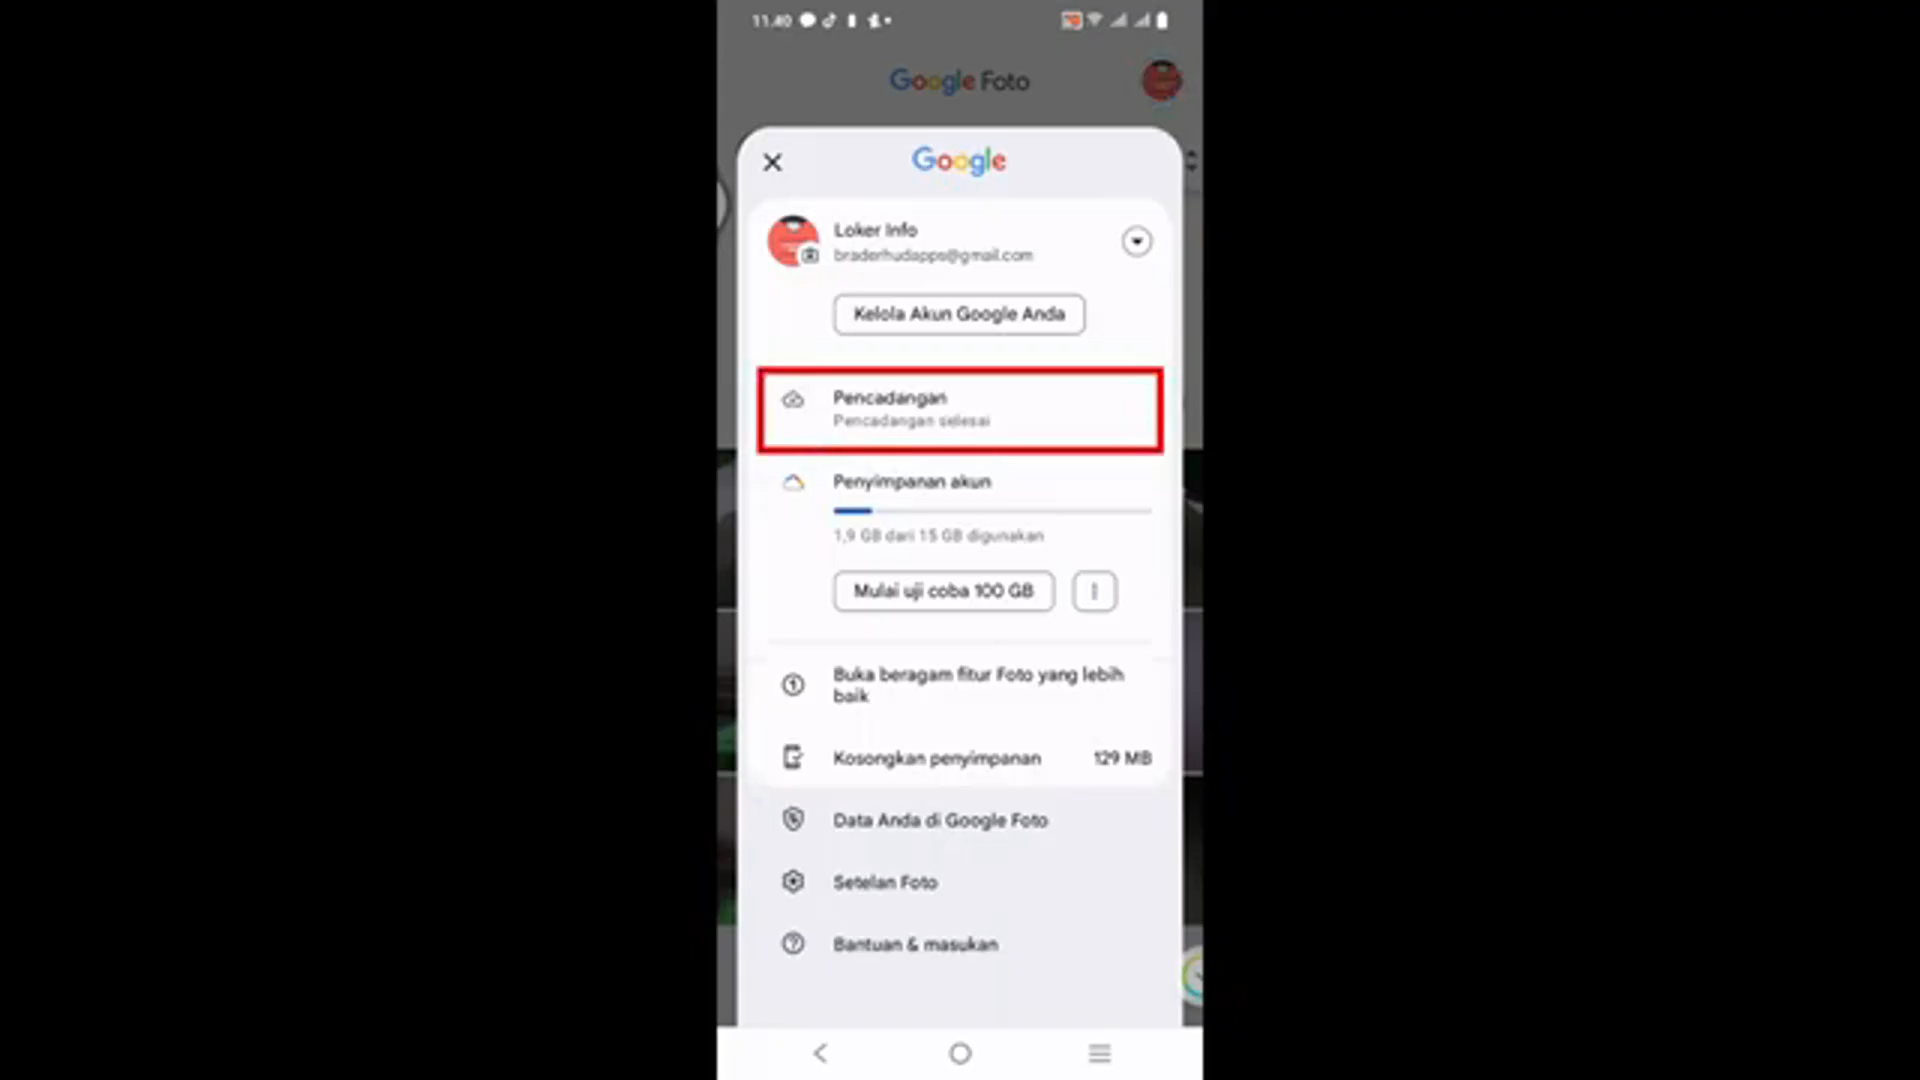 11.40
Google Foto
Google
Loker Info
braderhudapps@gmail.com
Kelola Akun Google Anda
Pencadangan
Pencadangan selesai
Penyimpanan akun
1,9 GB dari 15 GB digunakan
Mulai uji coba 100 GB
Buka beragam fitur Foto yang lebih
baik
Kosongkan penyimpanan 129 MB
Data Anda di Google Foto
Setelan Foto
Bantuan & masukan